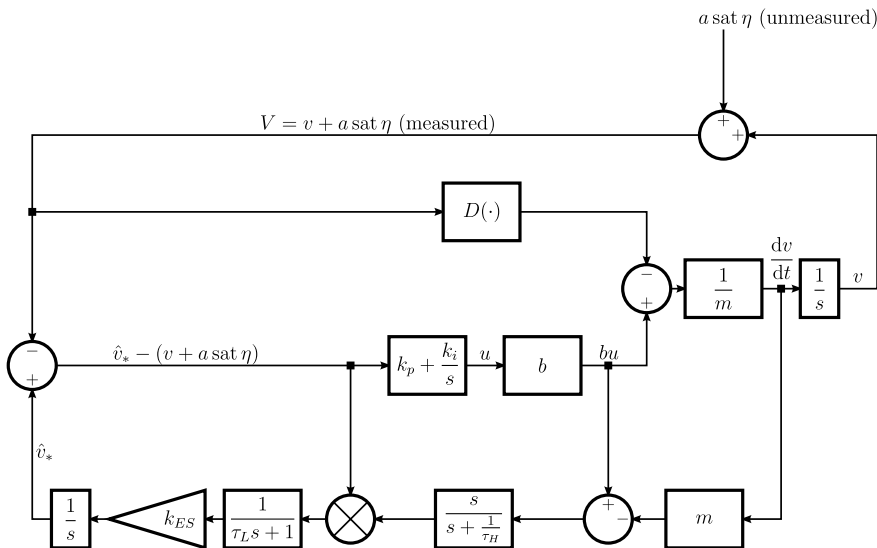 a sat η (unmeasured)
V = v + a sat η (measured)
+
+
D(·)
dv
dt
−
+
1
m
1
s
v
−
+
v̂* − (v + a sat η)
k_p + k_i/s
u
b
bu
v̂*
1
s
k_ES
1
τ_L s + 1
s
s + 1/τ_H
+
−
m